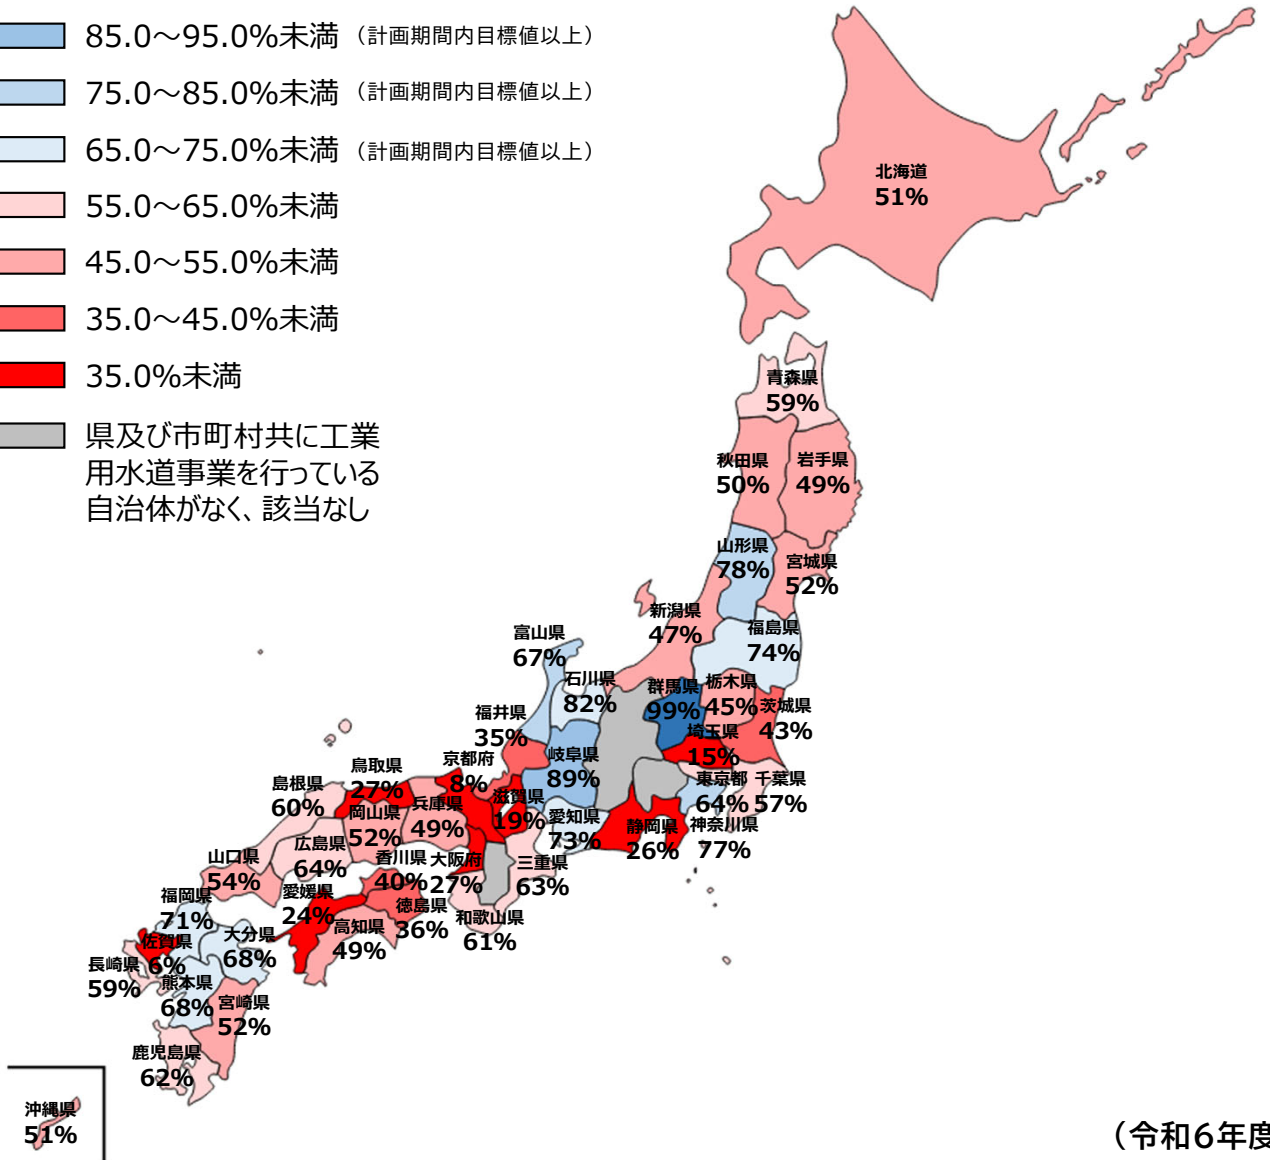 85.0～95.0%未満（計画期間内目標値以上）
75.0～85.0%未満（計画期間内目標値以上）
65.0～75.0%未満（計画期間内目標値以上）
55.0～65.0%未満
45.0～55.0%未満
35.0～45.0%未満
35.0%未満
県及び市町村共に工業
用水道事業を行っている
自治体がなく、該当なし
北海道
51%
青森県
59%
秋田県
50%
岩手県
49%
山形県
78%
宮城県
52%
新潟県
47%
福島県
74%
富山県
67%
石川県
82%
群馬県
99%
栃木県
45%
茨城県
43%
福井県
35%
岐阜県
89%
埼玉県
15%
東京都
64%
千葉県
57%
神奈川県
77%
京都府
8%
滋賀県
19%
愛知県
73%
静岡県
26%
鳥取県
27%
島根県
60%
岡山県
52%
兵庫県
49%
広島県
64%
山口県
54%
香川県
40%
大阪府
27%
三重県
63%
愛媛県
24%
徳島県
36%
和歌山県
61%
高知県
49%
福岡県
71%
佐賀県
6%
大分県
68%
長崎県
59%
熊本県
68%
宮崎県
52%
鹿児島県
62%
沖縄県
51%
（令和6年度